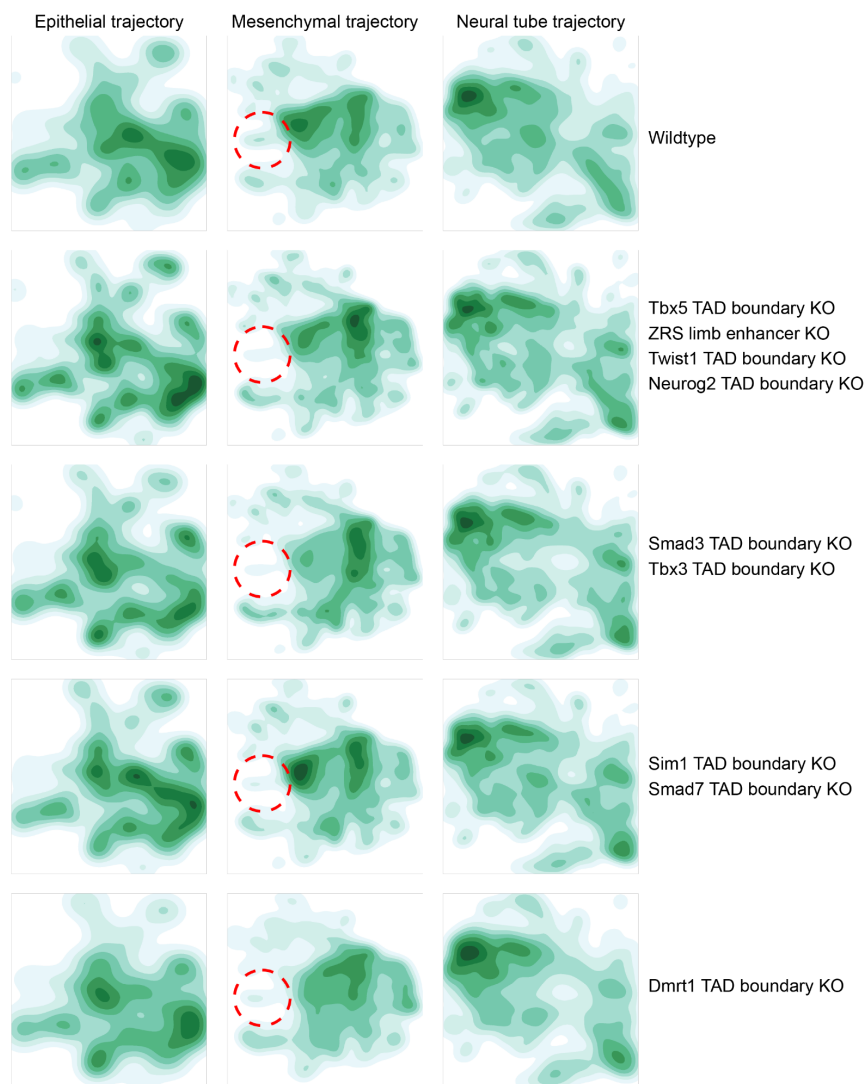 Epithelial trajectory
Mesenchymal trajectory
Neural tube trajectory
Wildtype
Tbx5 TAD boundary KO
ZRS limb enhancer KO
Twist1 TAD boundary KO
Neurog2 TAD boundary KO
Smad3 TAD boundary KO
Tbx3 TAD boundary KO
Sim1 TAD boundary KO
Smad7 TAD boundary KO
Dmrt1 TAD boundary KO